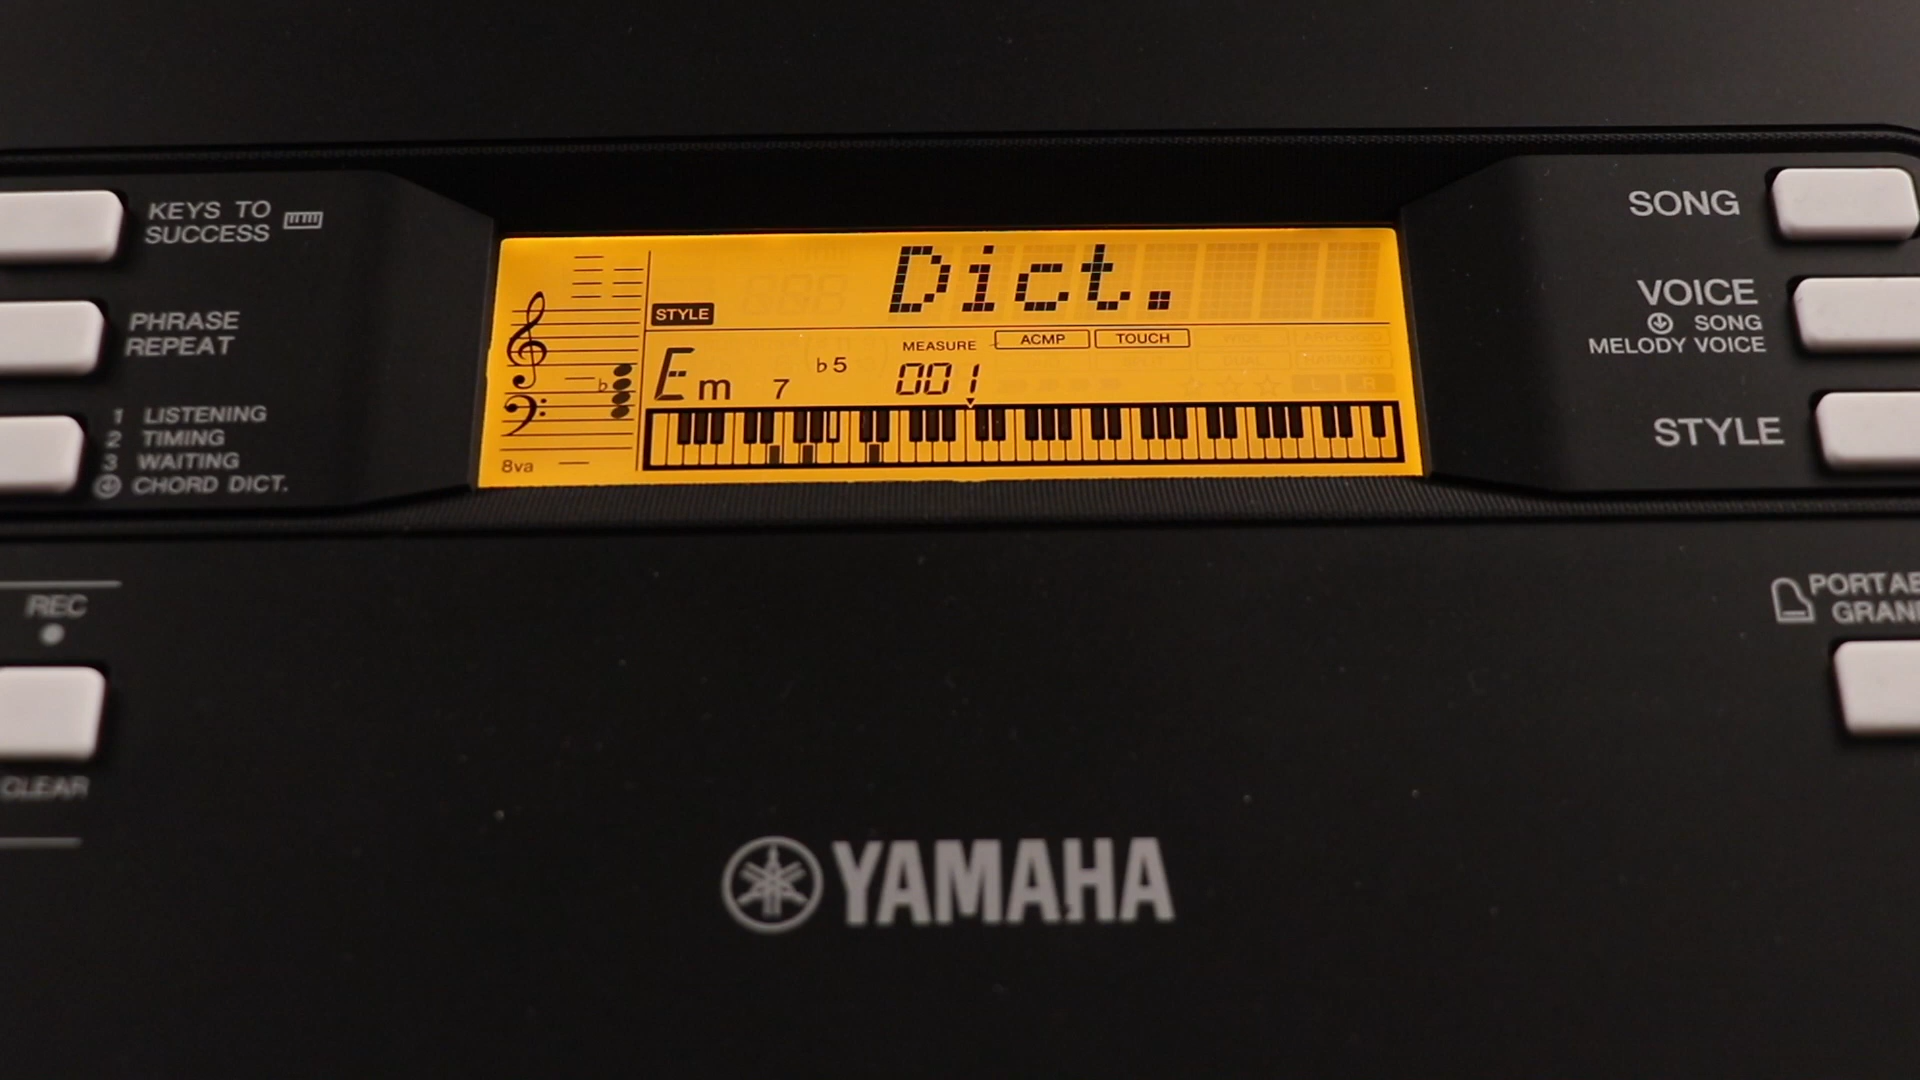 KEYS TO
SUCCESS
PHRASE
REPEAT
1 LISTENING
2 TIMING
3 WAITING
CHORD DICT.
REC
CLEAR
Dict.
STYLE
MEASURE
ACMP
TOUCH
Em 7 ♭5
001
♭
8va
SONG
VOICE
SONG
MELODY VOICE
STYLE
YAMAHA